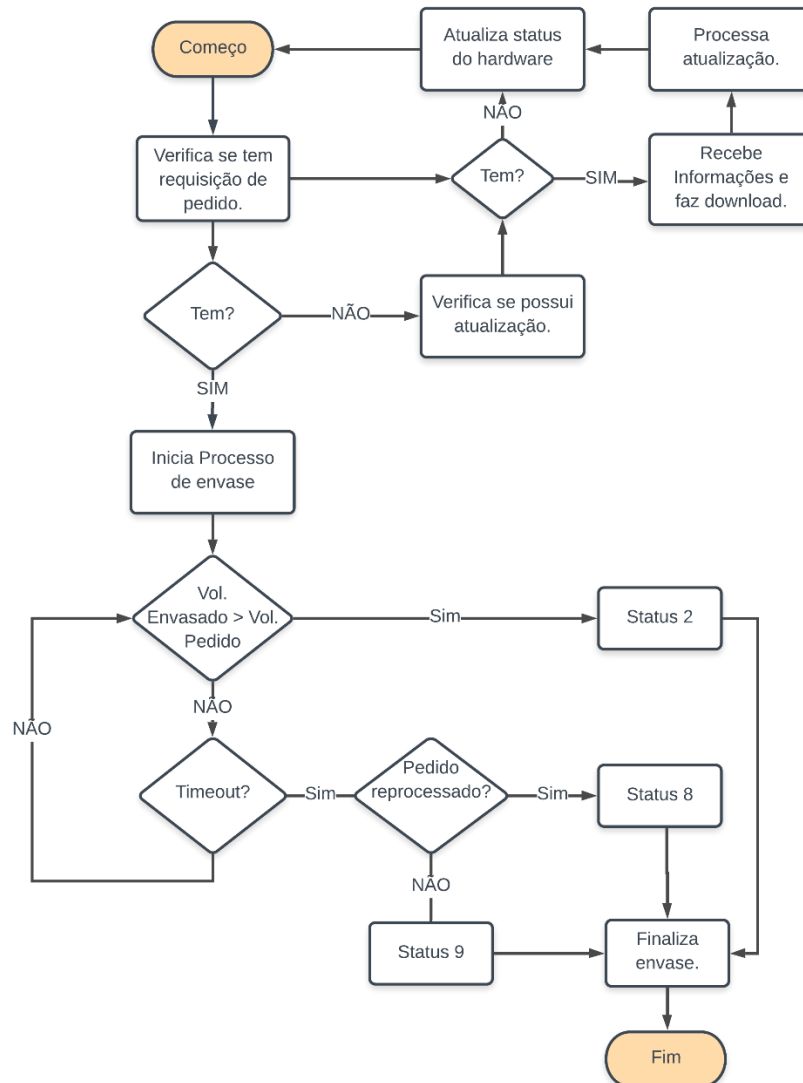 Começo
Atualiza status
do hardware
Processa
atualização.
NÃO
Verifica se tem
requisição de
pedido.
Tem?
SIM
Recebe
Informações e
faz download.
Tem?
NÃO
Verifica se possui
atualização.
SIM
Inicia Processo
de envase
Vol.
Envasado > Vol.
Pedido
Sim
Status 2
NÃO
NÃO
Timeout?
Sim
Pedido
reprocessado?
Sim
Status 8
NÃO
Status 9
Finaliza
envase.
Fim